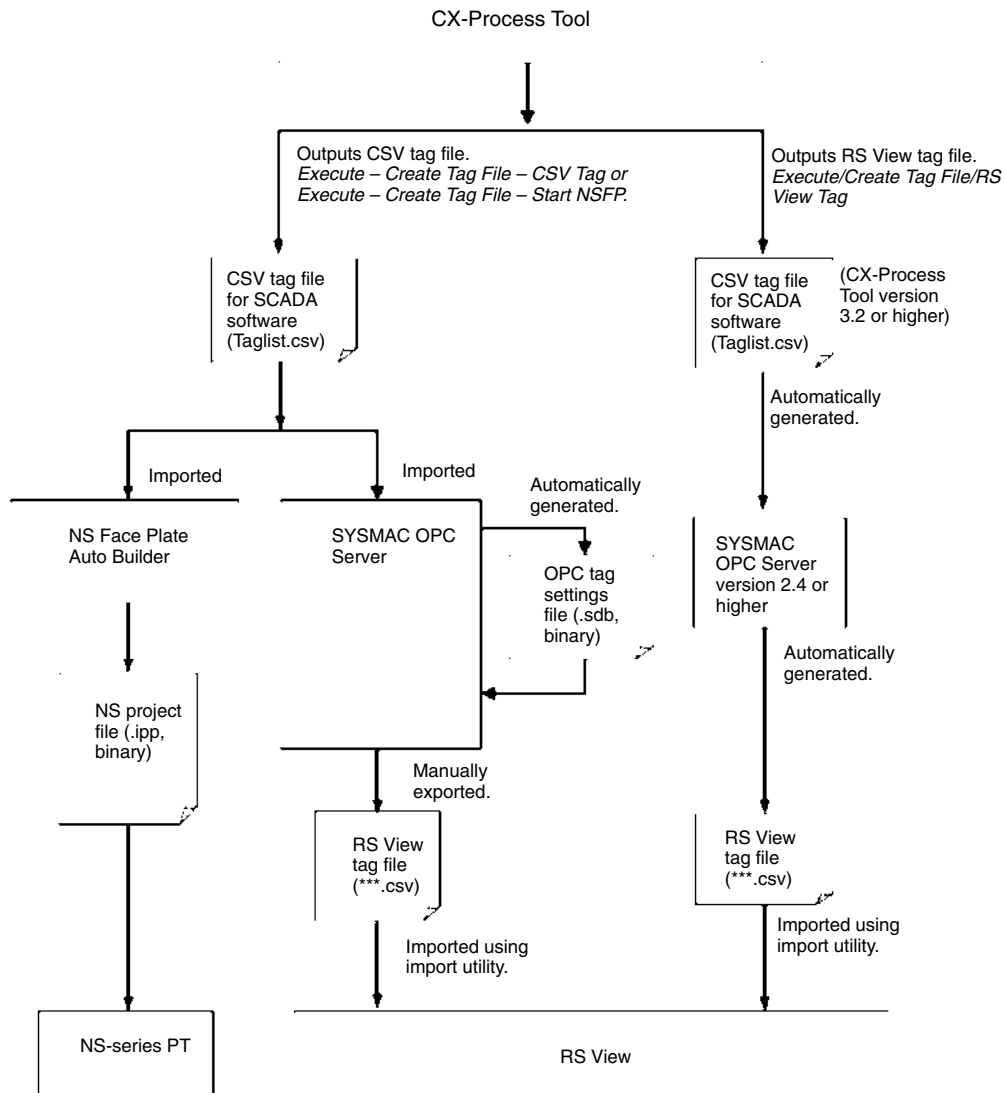 CX-Process Tool
Outputs CSV tag file.
Execute – Create Tag File – CSV Tag or
Execute – Create Tag File – Start NSFP.
Outputs RS View tag file.
Execute/Create Tag File/RS
View Tag
CSV tag file
for SCADA
software
(Taglist.csv)
CSV tag file
for SCADA
software
(Taglist.csv)
(CX-Process
Tool version
3.2 or higher)
Automatically
generated.
Imported
Imported
Automatically
generated.
NS Face Plate
Auto Builder
SYSMAC OPC
Server
OPC tag
settings
file (.sdb,
binary)
SYSMAC
OPC Server
version 2.4 or
higher
Automatically
generated.
NS project
file (.ipp,
binary)
Manually
exported.
RS View
tag file
(***.csv)
RS View
tag file
(***.csv)
Imported using
import utility.
Imported using
import utility.
NS-series PT
RS View